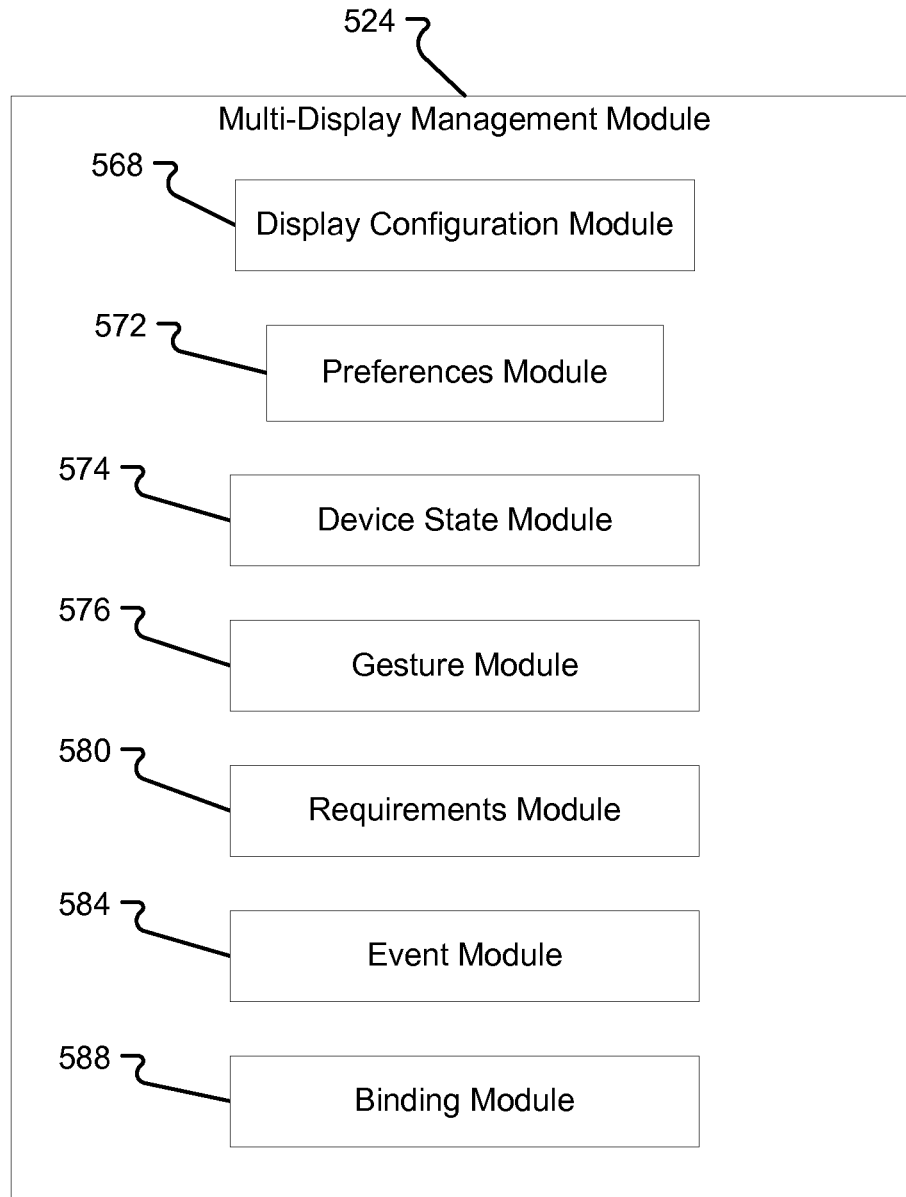 524
Multi-Display Management Module
568
Display Configuration Module
572
Preferences Module
574
Device State Module
576
Gesture Module
580
Requirements Module
584
Event Module
588
Binding Module